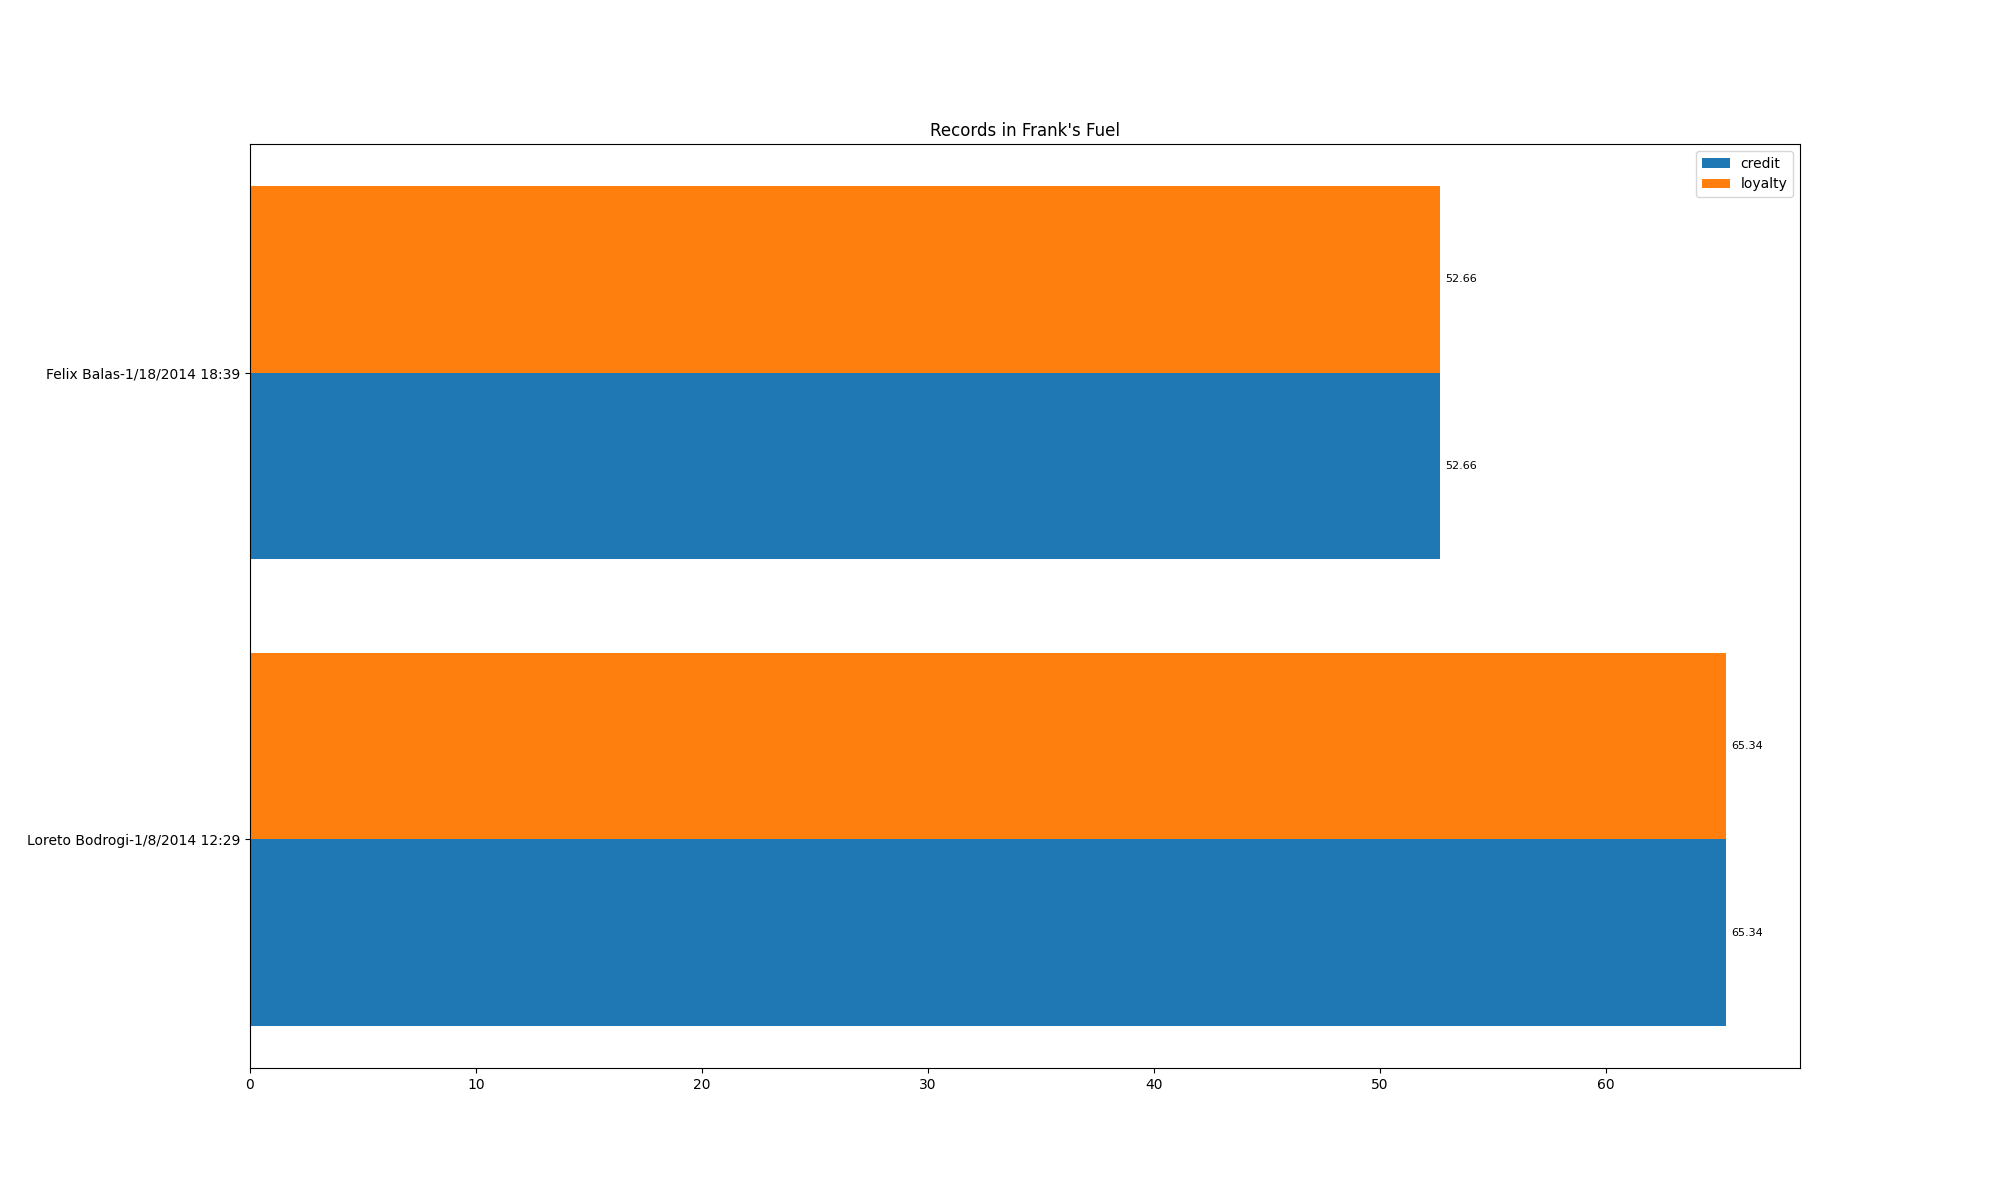 Records in Frank's Fuel
credit
loyalty
52.66
Felix Balas-1/18/2014 18:39
52.66
65.34
Loreto Bodrogi-1/8/2014 12:29
65.34
0 10 20 30 40 50 60